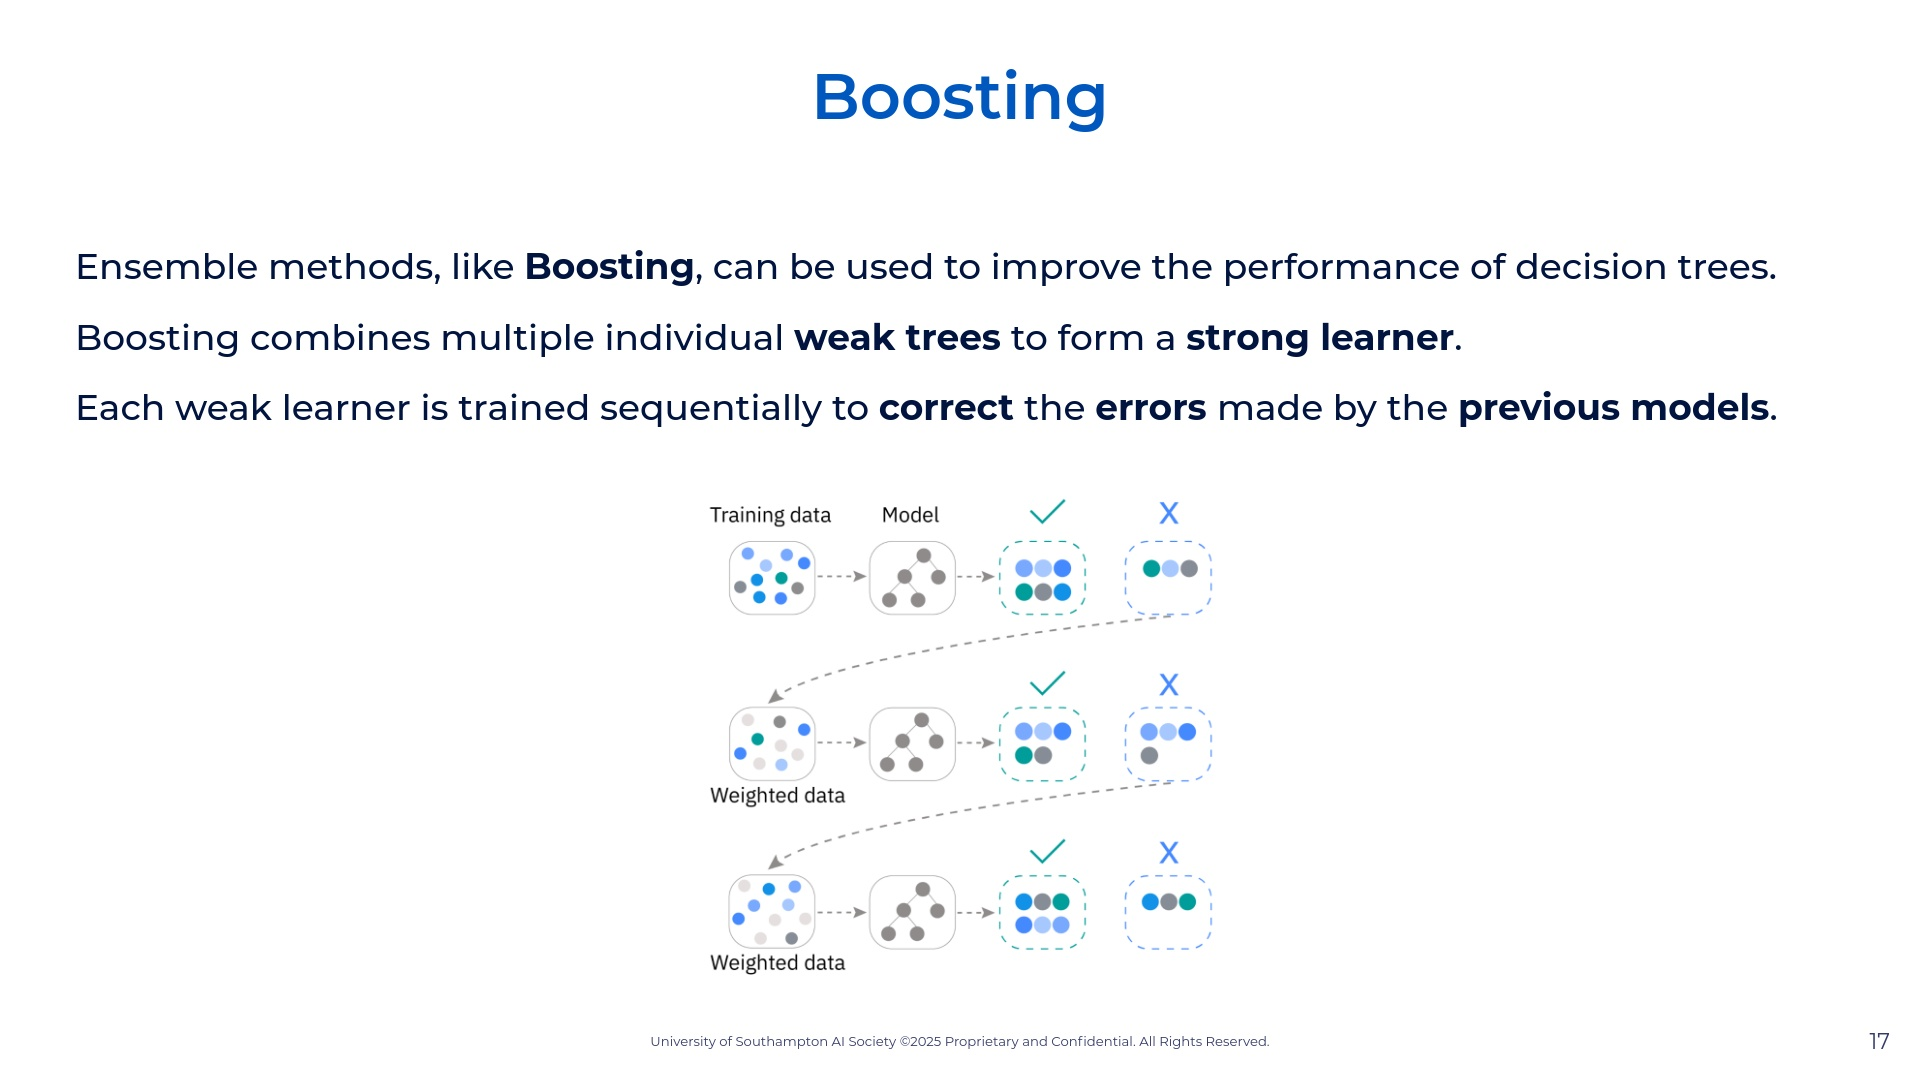 Boosting
Ensemble methods, like Boosting, can be used to improve the performance of decision trees.
Boosting combines multiple individual weak trees to form a strong learner.
Each weak learner is trained sequentially to correct the errors made by the previous models.
Training data Model X
X
Weighted data
X
Weighted data
University of Southampton AI Society ©2025 Proprietary and Confidential. All Rights Reserved.
17